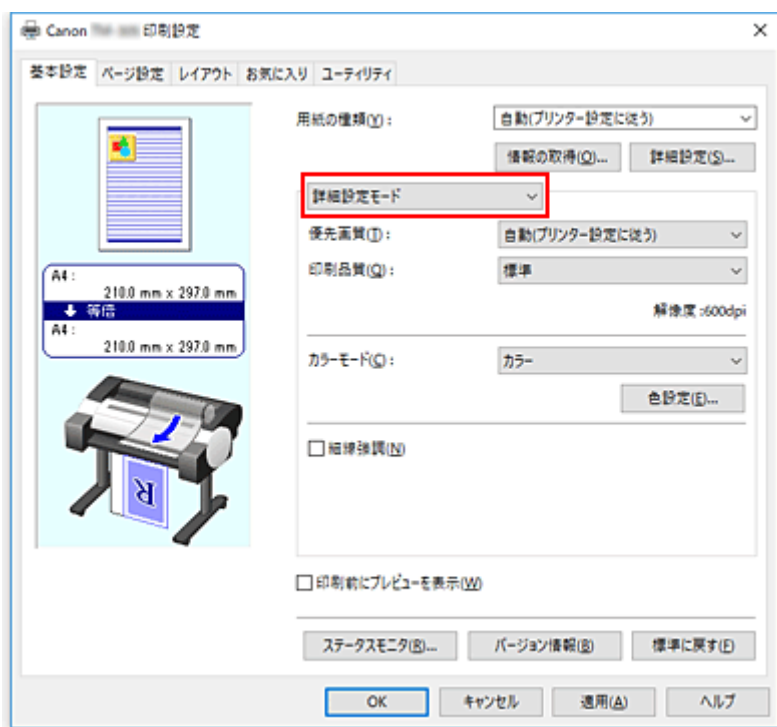 Canon 印刷設定
基本設定 ページ設定 レイアウト お気に入り ユーティリティ
用紙の種類(Y): 自動(プリンター設定に従う)
情報の取得(O)... 詳細設定(S)...
詳細設定モード
優先画質(T): 自動(プリンター設定に従う)
印刷品質(Q): 標準
解像度:600dpi
カラーモード(C): カラー
色設定(E)...
細線強調(N)
A4:
210.0 mm x 297.0 mm
等倍
A4:
210.0 mm x 297.0 mm
R
印刷前にプレビューを表示(W)
ステータスモニタ(R)... バージョン情報(B) 標準に戻す(F)
OK キャンセル 適用(A) ヘルプ